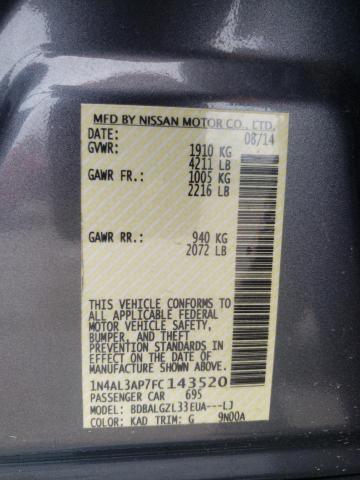 MFD BY NISSAN MOTOR CO., LTD.
DATE: 08/14
GVWR: 1910 KG
4211 LB
GAWR FR.: 1005 KG
2216 LB
GAWR RR.: 940 KG
2072 LB
THIS VEHICLE CONFORMS TO
ALL APPLICABLE FEDERAL
MOTOR VEHICLE SAFETY,
BUMPER, AND THEFT
PREVENTION STANDARDS IN
EFFECT ON THE DATE OF
MANUFACTURE SHOWN ABOVE.
1N4AL3AP7FC143520
PASSENGER CAR 695
MODEL: BDBALGZL33EUA---LJ
COLOR: KAD TRIM: G 9N00A